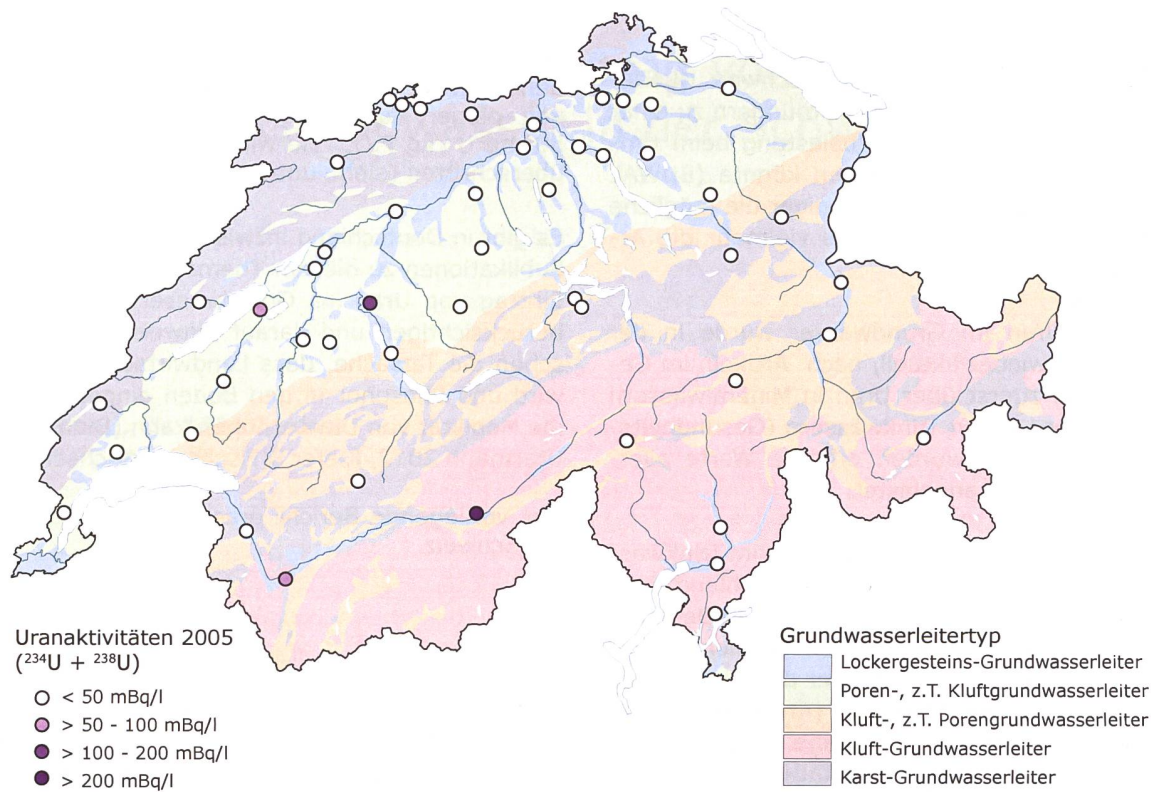 Uranaktivitäten 2005
(²³⁴U + ²³⁸U)
< 50 mBq/l
> 50 - 100 mBq/l
> 100 - 200 mBq/l
> 200 mBq/l
Grundwasserleitertyp
Lockergesteins-Grundwasserleiter
Poren-, z.T. Kluftgrundwasserleiter
Kluft-, z.T. Porengrundwasserleiter
Kluft-Grundwasserleiter
Karst-Grundwasserleiter